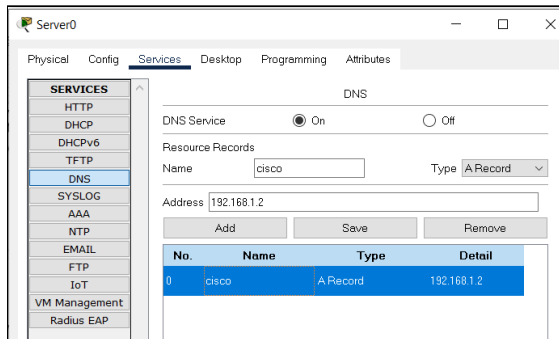 Server0
Physical Config Services Desktop Programming Attributes
SERVICES
HTTP
DHCP
DHCPv6
TFTP
DNS
SYSLOG
AAA
NTP
EMAIL
FTP
IoT
VM Management
Radius EAP
DNS
DNS Service On Off
Resource Records
Name cisco Type A Record
Address 192.168.1.2
Add Save Remove
No. Name Type Detail
0 cisco A Record 192.168.1.2